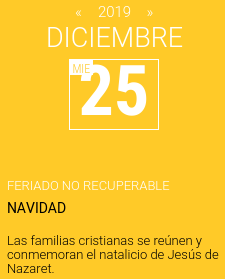 « 2019 »
DICIEMBRE
MIE
25
FERIADO NO RECUPERABLE
NAVIDAD
Las familias cristianas se reúnen y
conmemoran el natalicio de Jesús de
Nazaret.